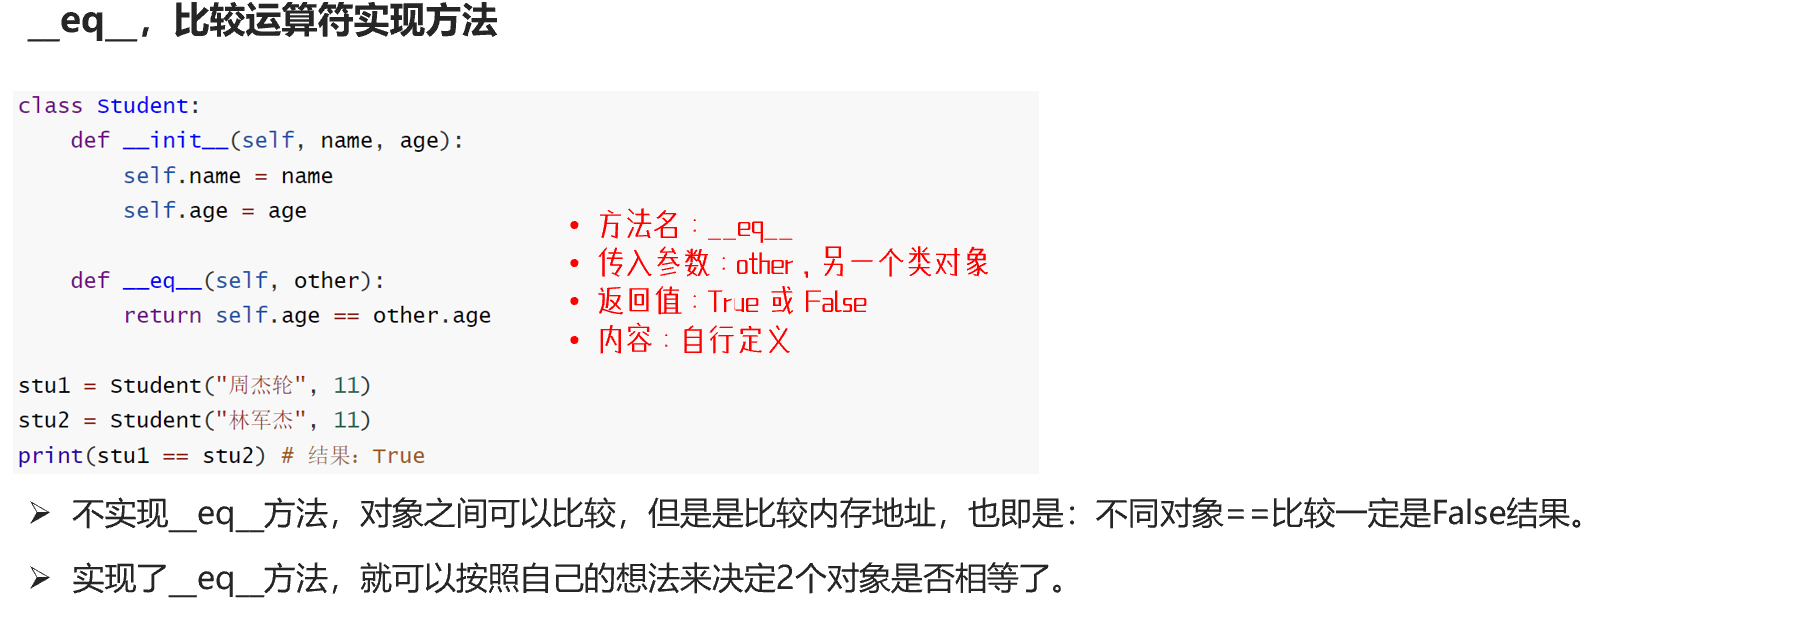 __eq__，比较运算符实现方法
class Student:
    def __init__(self, name, age):
        self.name = name
        self.age = age
    def __eq__(self, other):
        return self.age == other.age
• 方法名：__eq__
• 传入参数：other，另一个类对象
• 返回值：True 或 False
• 内容：自行定义
stu1 = Student("周杰轮", 11)
stu2 = Student("林军杰", 11)
print(stu1 == stu2) # 结果：True
➢ 不实现__eq__方法，对象之间可以比较，但是是比较内存地址，也即是：不同对象==比较一定是False结果。
➢ 实现了__eq__方法，就可以按照自己的想法来决定2个对象是否相等了。